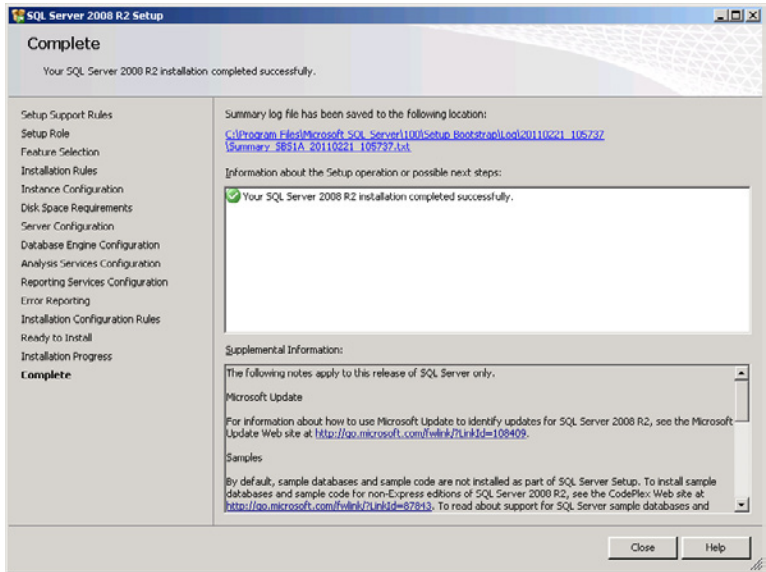 SQL Server 2008 R2 Setup
Complete
Your SQL Server 2008 R2 installation completed successfully.
Setup Support Rules
Setup Role
Feature Selection
Installation Rules
Instance Configuration
Disk Space Requirements
Server Configuration
Database Engine Configuration
Analysis Services Configuration
Reporting Services Configuration
Error Reporting
Installation Configuration Rules
Ready to Install
Installation Progress
Complete
Summary log file has been saved to the following location:
C:\Program Files\Microsoft SQL Server\100\Setup Bootstrap\Log\20110221_105737
\Summary_SBS1A_20110221_105737.txt
Information about the Setup operation or possible next steps:
Your SQL Server 2008 R2 installation completed successfully.
Supplemental Information:
The following notes apply to this release of SQL Server only.
Microsoft Update
For information about how to use Microsoft Update to identify updates for SQL Server 2008 R2, see the Microsoft
Update Web site at http://go.microsoft.com/fwlink/?LinkId=108409.
Samples
By default, sample databases and sample code are not installed as part of SQL Server Setup. To install sample
databases and sample code for non-Express editions of SQL Server 2008 R2, see the CodePlex Web site at
http://go.microsoft.com/fwlink/?LinkId=87843. To read about support for SQL Server sample databases and
Close
Help